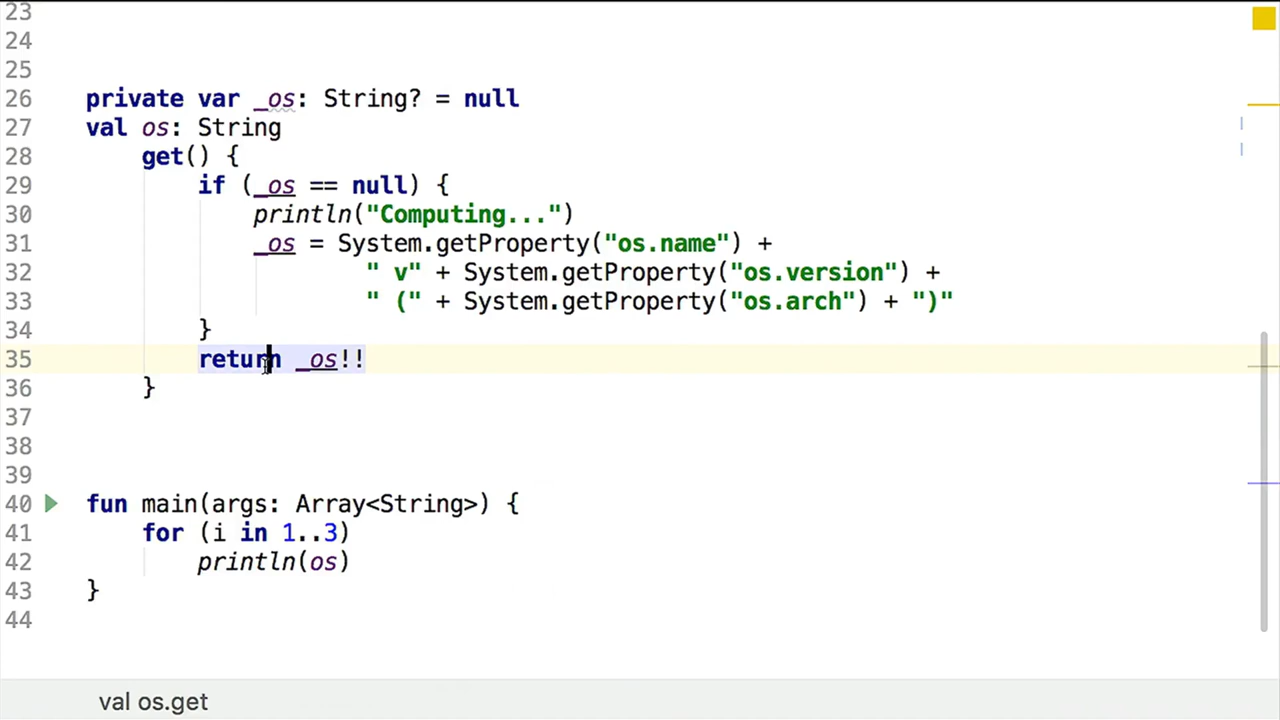 23
24
25
26 private var _os: String? = null
27 val os: String
28     get() {
29         if (_os == null) {
30             println("Computing...")
31             _os = System.getProperty("os.name") +
32                     " v" + System.getProperty("os.version") +
33                     " (" + System.getProperty("os.arch") + ")"
34         }
35         return _os!!
36     }
37
38
39
40 fun main(args: Array<String>) {
41     for (i in 1..3)
42         println(os)
43 }
44
val os.get